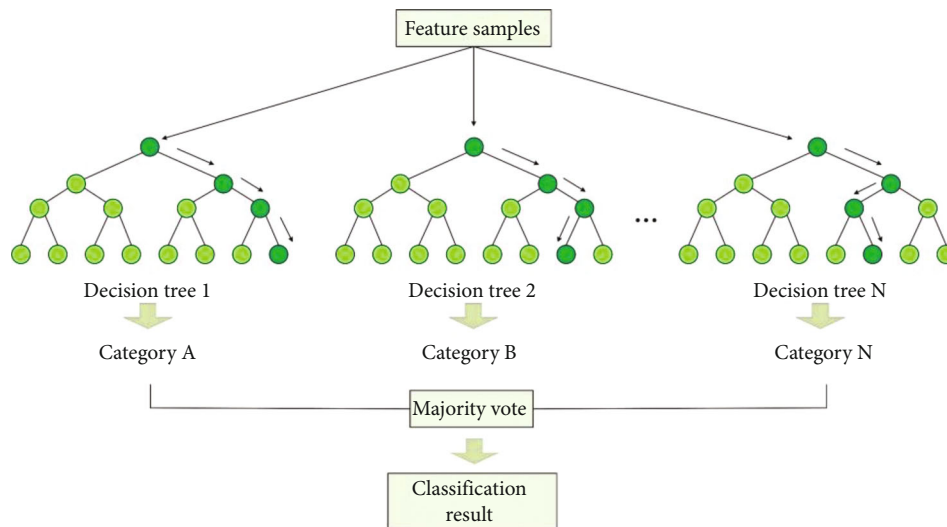 Feature samples
...
Decision tree 1
Decision tree 2
Decision tree N
Category A
Category B
Category N
Majority vote
Classification
result